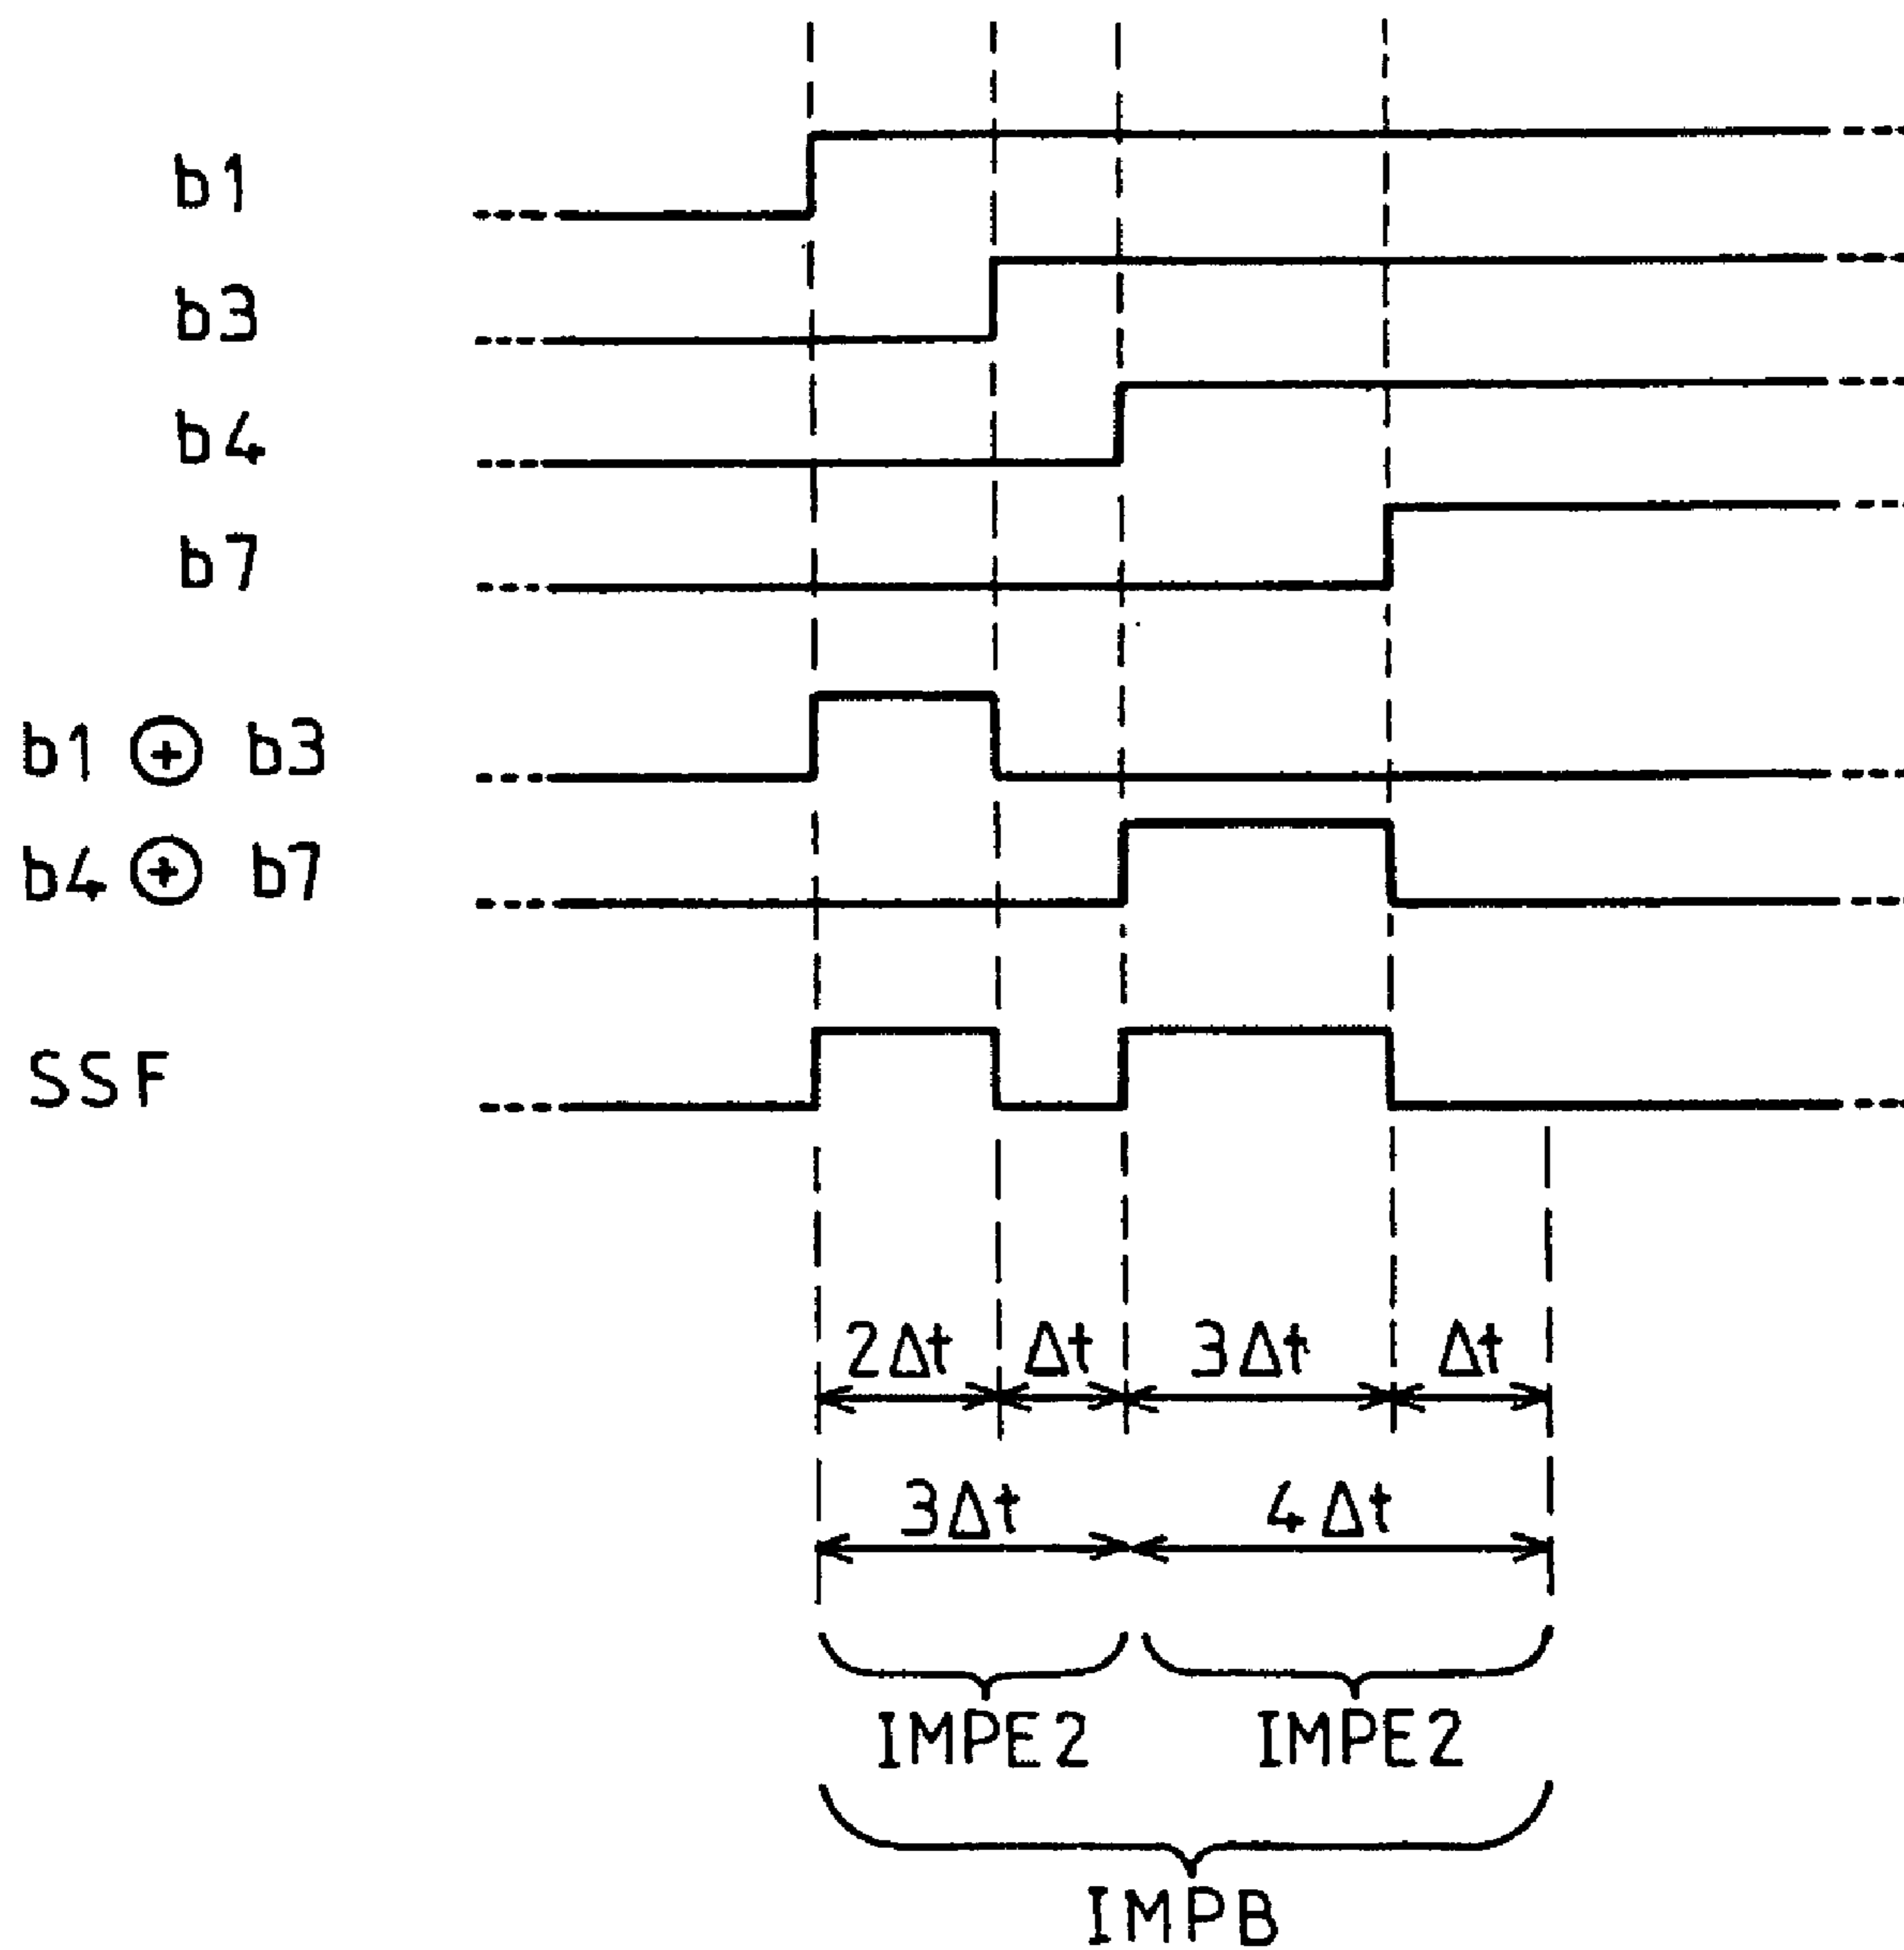 b1
b3
b4
b7
b1 ⊕ b3
b4 ⊕ b7
SSF
2Δt Δt 3Δt Δt
3Δt 4Δt
IMPE2 IMPE2
IMPB